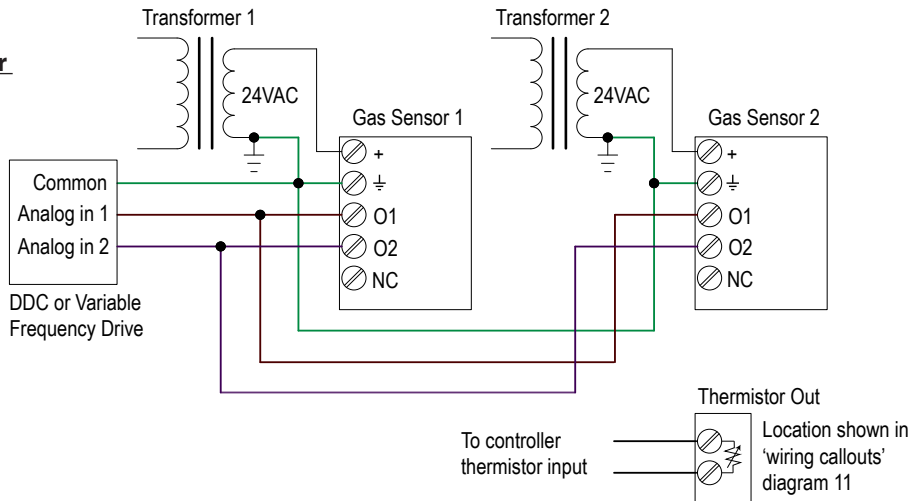 Transformer 1
Transformer 2
r
24VAC
24VAC
Gas Sensor 1
Gas Sensor 2
+
+
Common
Analog in 1
O1
O1
Analog in 2
O2
O2
NC
NC
DDC or Variable
Frequency Drive
Thermistor Out
To controller
thermistor input
Location shown in
'wiring callouts'
diagram 11